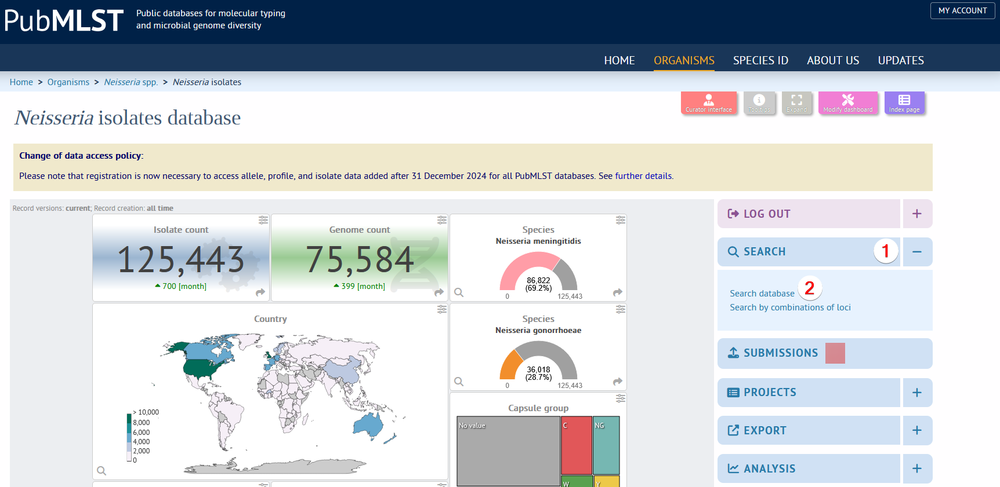 PubMLST
Public databases for molecular typing
and microbial genome diversity
MY ACCOUNT
HOME
ORGANISMS
SPECIES ID
ABOUT US
UPDATES
Home > Organisms > Neisseria spp. > Neisseria isolates
Curator interface
Tooltips
Expand
Modify dashboard
Index page
Neisseria isolates database
Change of data access policy:
Please note that registration is now necessary to access allele, profile, and isolate data added after 31 December 2024 for all PubMLST databases. See further details.
Record versions: current; Record creation: all time
Isolate count
125,443
700 [month]
Genome count
75,584
399 [month]
Species
Neisseria meningitidis
86,822
(69.2%)
0
125,443
Country
> 10,000
8,000
6,000
4,000
2,000
0
Species
Neisseria gonorrhoeae
36,018
(28.7%)
0
125,443
Capsule group
No value
C
NG
W
Y
LOG OUT
SEARCH
1
Search database
2
Search by combinations of loci
SUBMISSIONS
PROJECTS
EXPORT
ANALYSIS